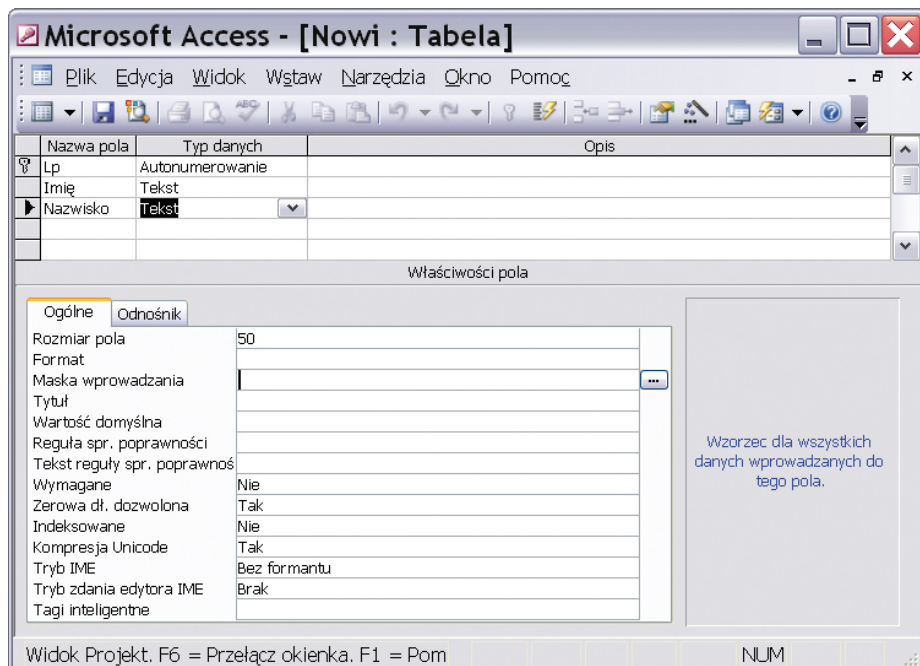 Microsoft Access - [Nowi : Tabela]
Plik Edycja Widok Wstaw Narzędzia Okno Pomoc
Nazwa pola Typ danych Opis
Lp Autonumerowanie
Imię Tekst
Nazwisko Tekst
Właściwości pola
Ogólne Odnośnik
Rozmiar pola 50
Format
Maska wprowadzania
Tytuł
Wartość domyślna
Reguła spr. poprawności
Tekst reguły spr. poprawnoś
Wymagane Nie
Zerowa dł. dozwolona Tak
Indeksowane Nie
Kompresja Unicode Tak
Tryb IME Bez formantu
Tryb zdania edytora IME Brak
Tagi inteligentne
Wzorzec dla wszystkich
danych wprowadzanych do
tego pola.
Widok Projekt. F6 = Przełącz okienka. F1 = Pom NUM